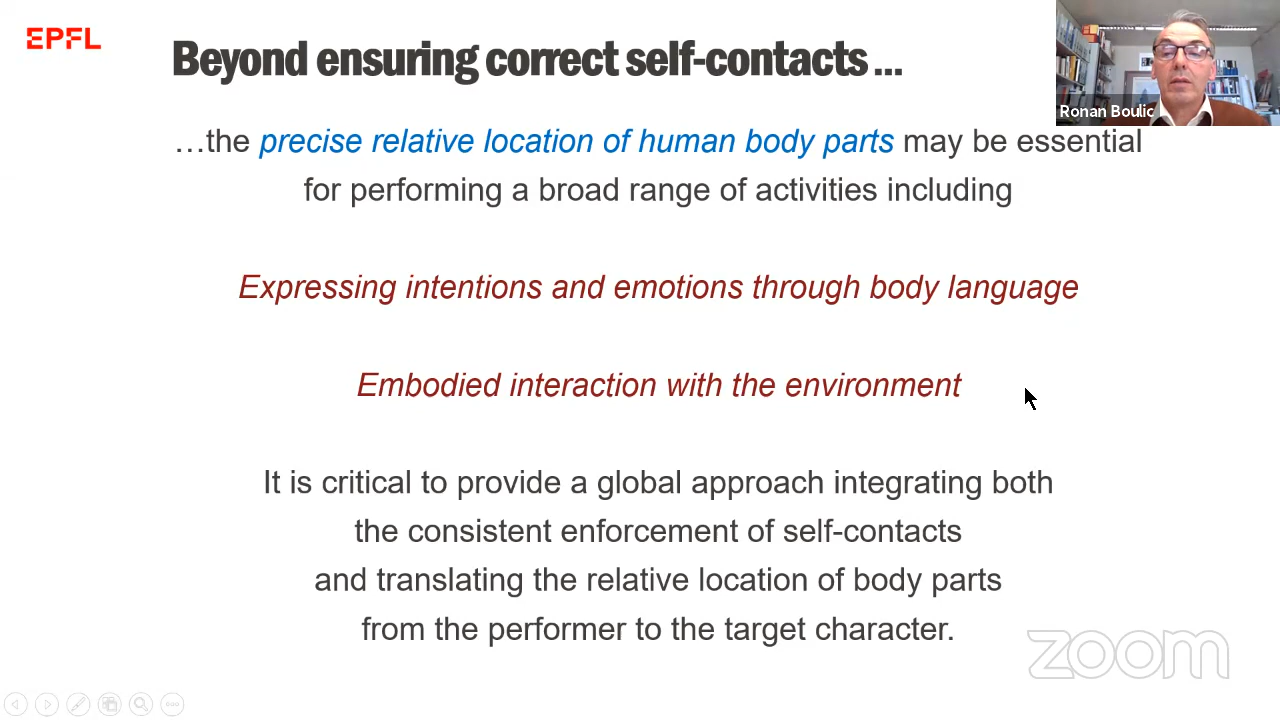 EPFL
Beyond ensuring correct self-contacts ...
Ronan Boulic
…the precise relative location of human body parts may be essential
for performing a broad range of activities including
Expressing intentions and emotions through body language
Embodied interaction with the environment
It is critical to provide a global approach integrating both
the consistent enforcement of self-contacts
and translating the relative location of body parts
from the performer to the target character.
zoom